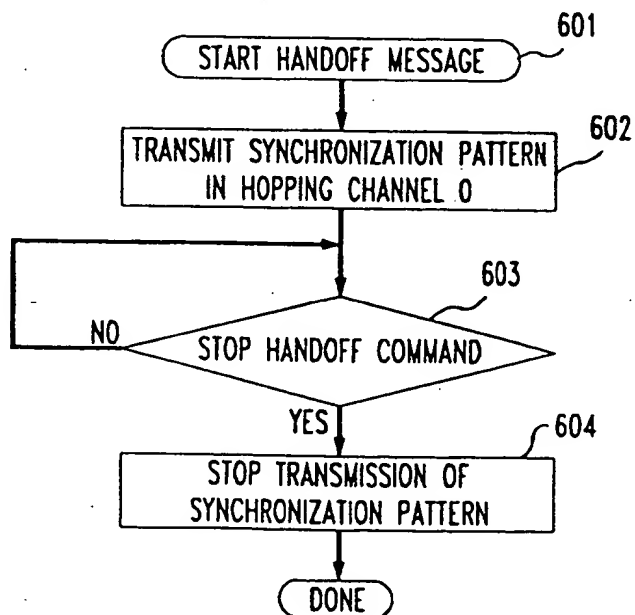 601
START HANDOFF MESSAGE
602
TRANSMIT SYNCHRONIZATION PATTERN
IN HOPPING CHANNEL 0
603
NO
STOP HANDOFF COMMAND
YES
604
STOP TRANSMISSION OF
SYNCHRONIZATION PATTERN
DONE